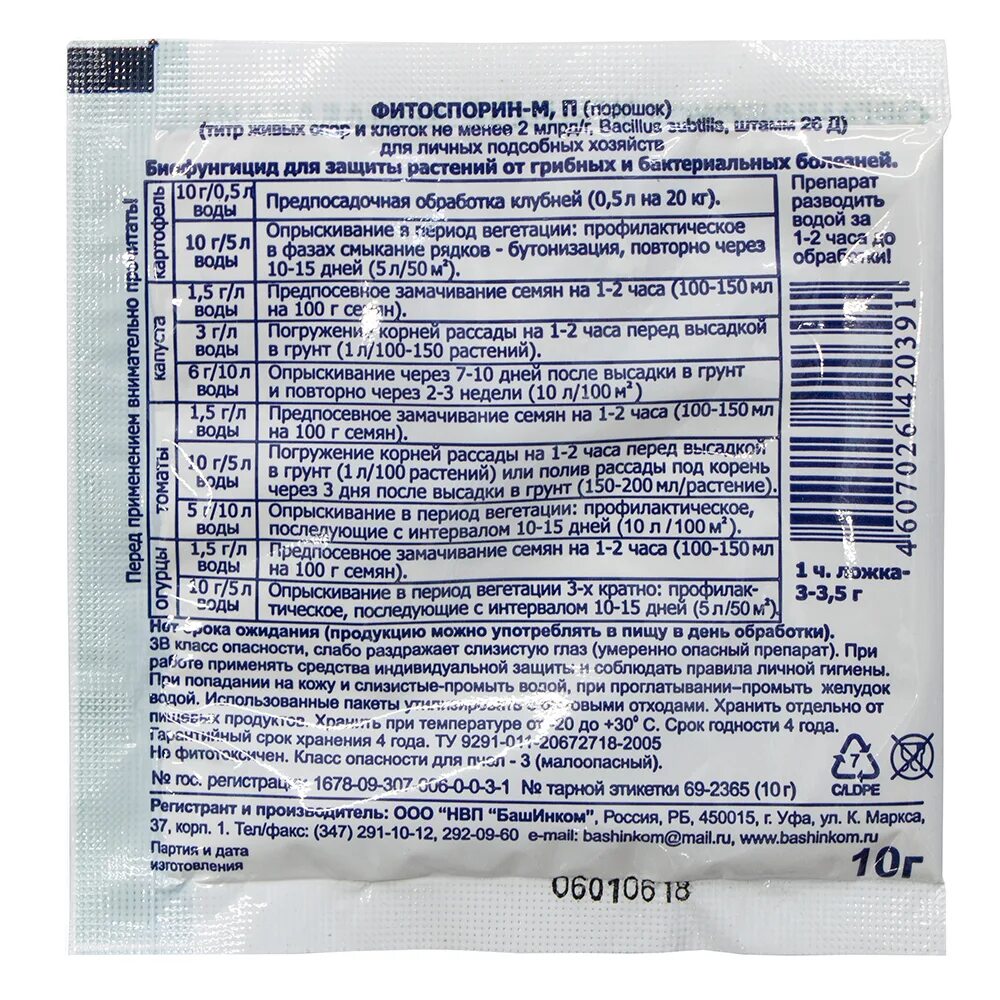 ФИТОСПОРИН-М, П (порошок)
(титр живых спор и клеток не менее 2 млрд/г, Bacillus subtilis, штамм 26 Д)
для личных подсобных хозяйств
Биофунгицид для защиты растений от грибных и бактериальных болезней.
Перед применением внимательно прочитать!
картофель
10 г/0,5 л
воды
Предпосадочная обработка клубней (0,5 л на 20 кг).
10 г/5 л
воды
Опрыскивание в период вегетации: профилактическое
в фазах смыкание рядков - бутонизация, повторно через
10-15 дней (5 л/50 м²).
капуста
1,5 г/л
воды
Предпосевное замачивание семян на 1-2 часа (100-150 мл
на 100 г семян).
3 г/л
воды
Погружение корней рассады на 1-2 часа перед высадкой
в грунт (1 л/100-150 растений).
6 г/10 л
воды
Опрыскивание через 7-10 дней после высадки в грунт
и повторно через 2-3 недели (10 л/100 м²)
томаты
1,5 г/л
воды
Предпосевное замачивание семян на 1-2 часа (100-150 мл
на 100 г семян).
10 г/5 л
воды
Погружение корней рассады на 1-2 часа перед высадкой
в грунт (1 л/100 растений) или полив рассады под корень
через 3 дня после высадки в грунт (150-200 мл/растение).
5 г/10 л
воды
Опрыскивание в период вегетации: профилактическое,
последующие с интервалом 10-15 дней (10 л/100 м²).
огурцы
1,5 г/л
воды
Предпосевное замачивание семян на 1-2 часа (100-150 мл
на 100 г семян).
10 г/5 л
воды
Опрыскивание в период вегетации 3-х кратно: профилак-
тическое, последующие с интервалом 10-15 дней (5 л/50 м²).
Препарат
разводить
водой за
1-2 часа до
обработки!
4607026420391
1 ч. ложка-
3-3,5 г
Нет срока ожидания (продукцию можно употреблять в пищу в день обработки).
3В класс опасности, слабо раздражает слизистую глаз (умеренно опасный препарат). При
работе применять средства индивидуальной защиты и соблюдать правила личной гигиены.
При попадании на кожу и слизистые-промыть водой, при проглатывании–промыть желудок
водой. Использованные пакеты утилизировать с бытовыми отходами. Хранить отдельно от
пищевых продуктов. Хранить при температуре от -20 до +30° С. Срок годности 4 года.
Гарантийный срок хранения 4 года. ТУ 9291-011-20672718-2005
Не фитотоксичен. Класс опасности для пчел - 3 (малоопасный).
№ гос. регистрации 1678-09-307-006-0-0-3-1 № тарной этикетки 69-2365 (10 г)
7
C/LDPE
Регистрант и производитель: ООО "НВП "БашИнком", Россия, РБ, 450015, г. Уфа, ул. К. Маркса,
37, корп. 1. Тел/факс: (347) 291-10-12, 292-09-60 e-mail: bashinkom@mail.ru, www.bashinkom.ru
Партия и дата
изготовления
10г
06010618